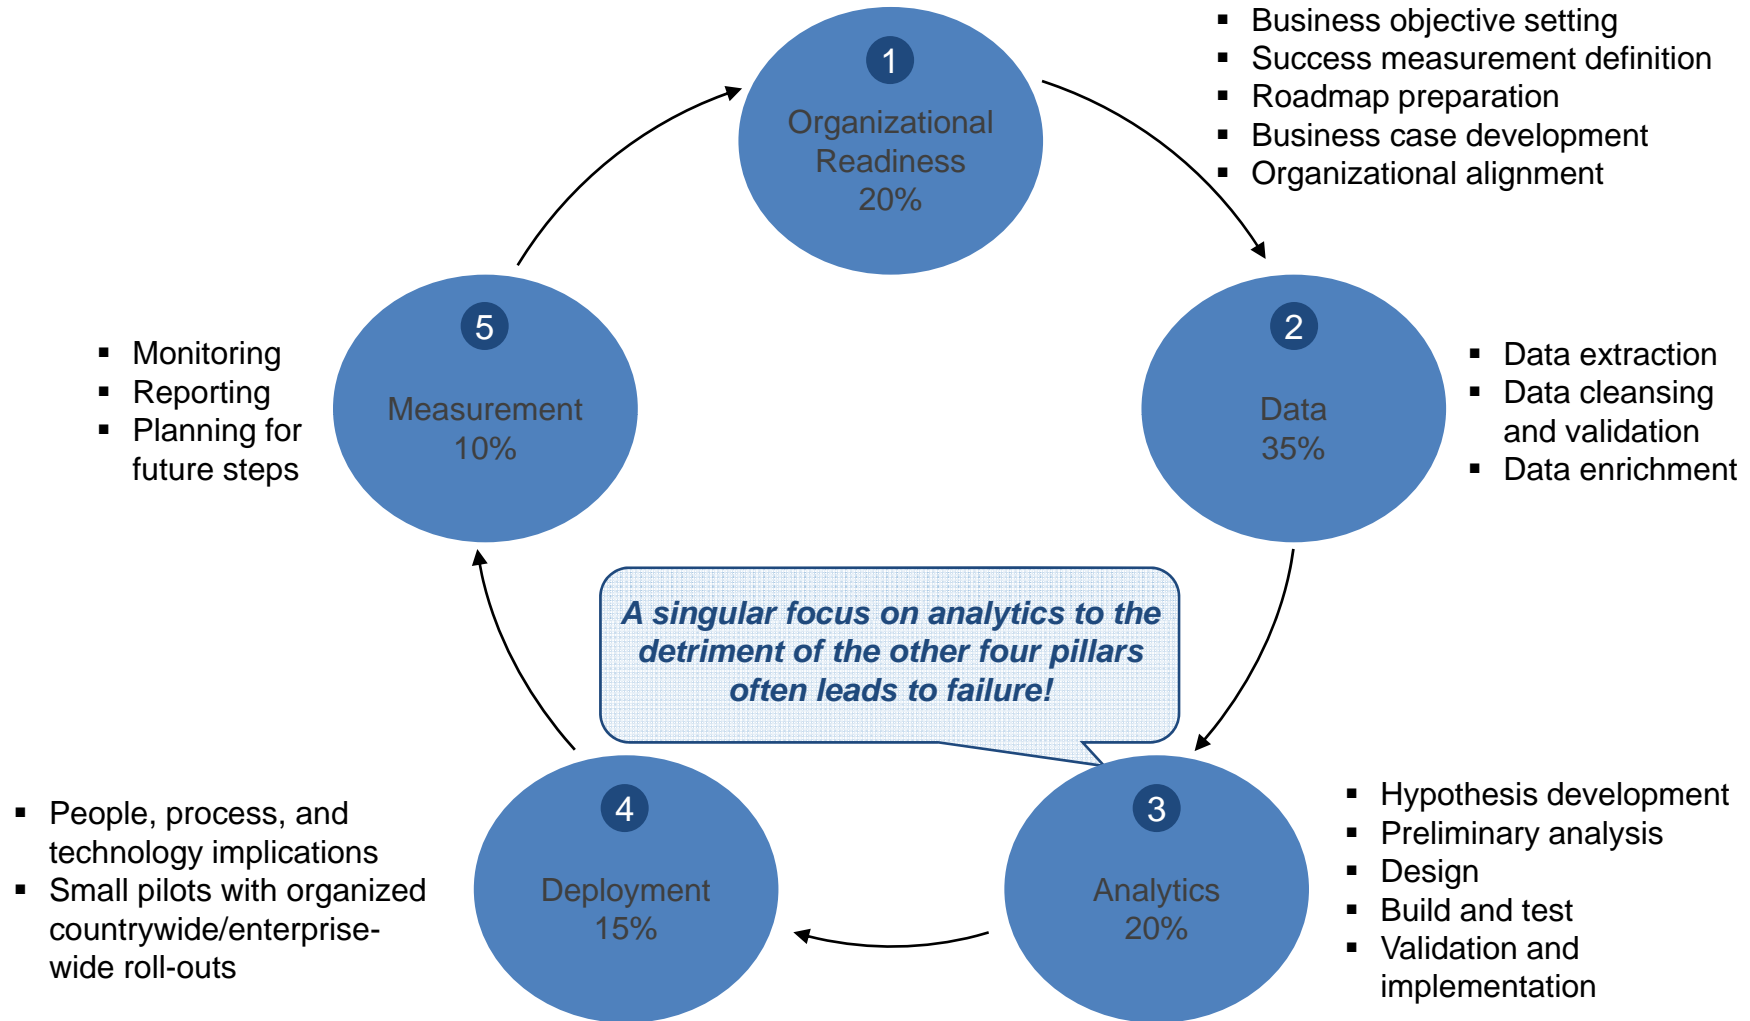 1
Organizational
Readiness
20%
▪ Business objective setting
▪ Success measurement definition
▪ Roadmap preparation
▪ Business case development
▪ Organizational alignment
2
Data
35%
▪ Data extraction
▪ Data cleansing
and validation
▪ Data enrichment
3
Analytics
20%
▪ Hypothesis development
▪ Preliminary analysis
▪ Design
▪ Build and test
▪ Validation and
implementation
A singular focus on analytics to the
detriment of the other four pillars
often leads to failure!
4
Deployment
15%
▪ People, process, and
technology implications
▪ Small pilots with organized
countrywide/enterprise-
wide roll-outs
5
Measurement
10%
▪ Monitoring
▪ Reporting
▪ Planning for
future steps